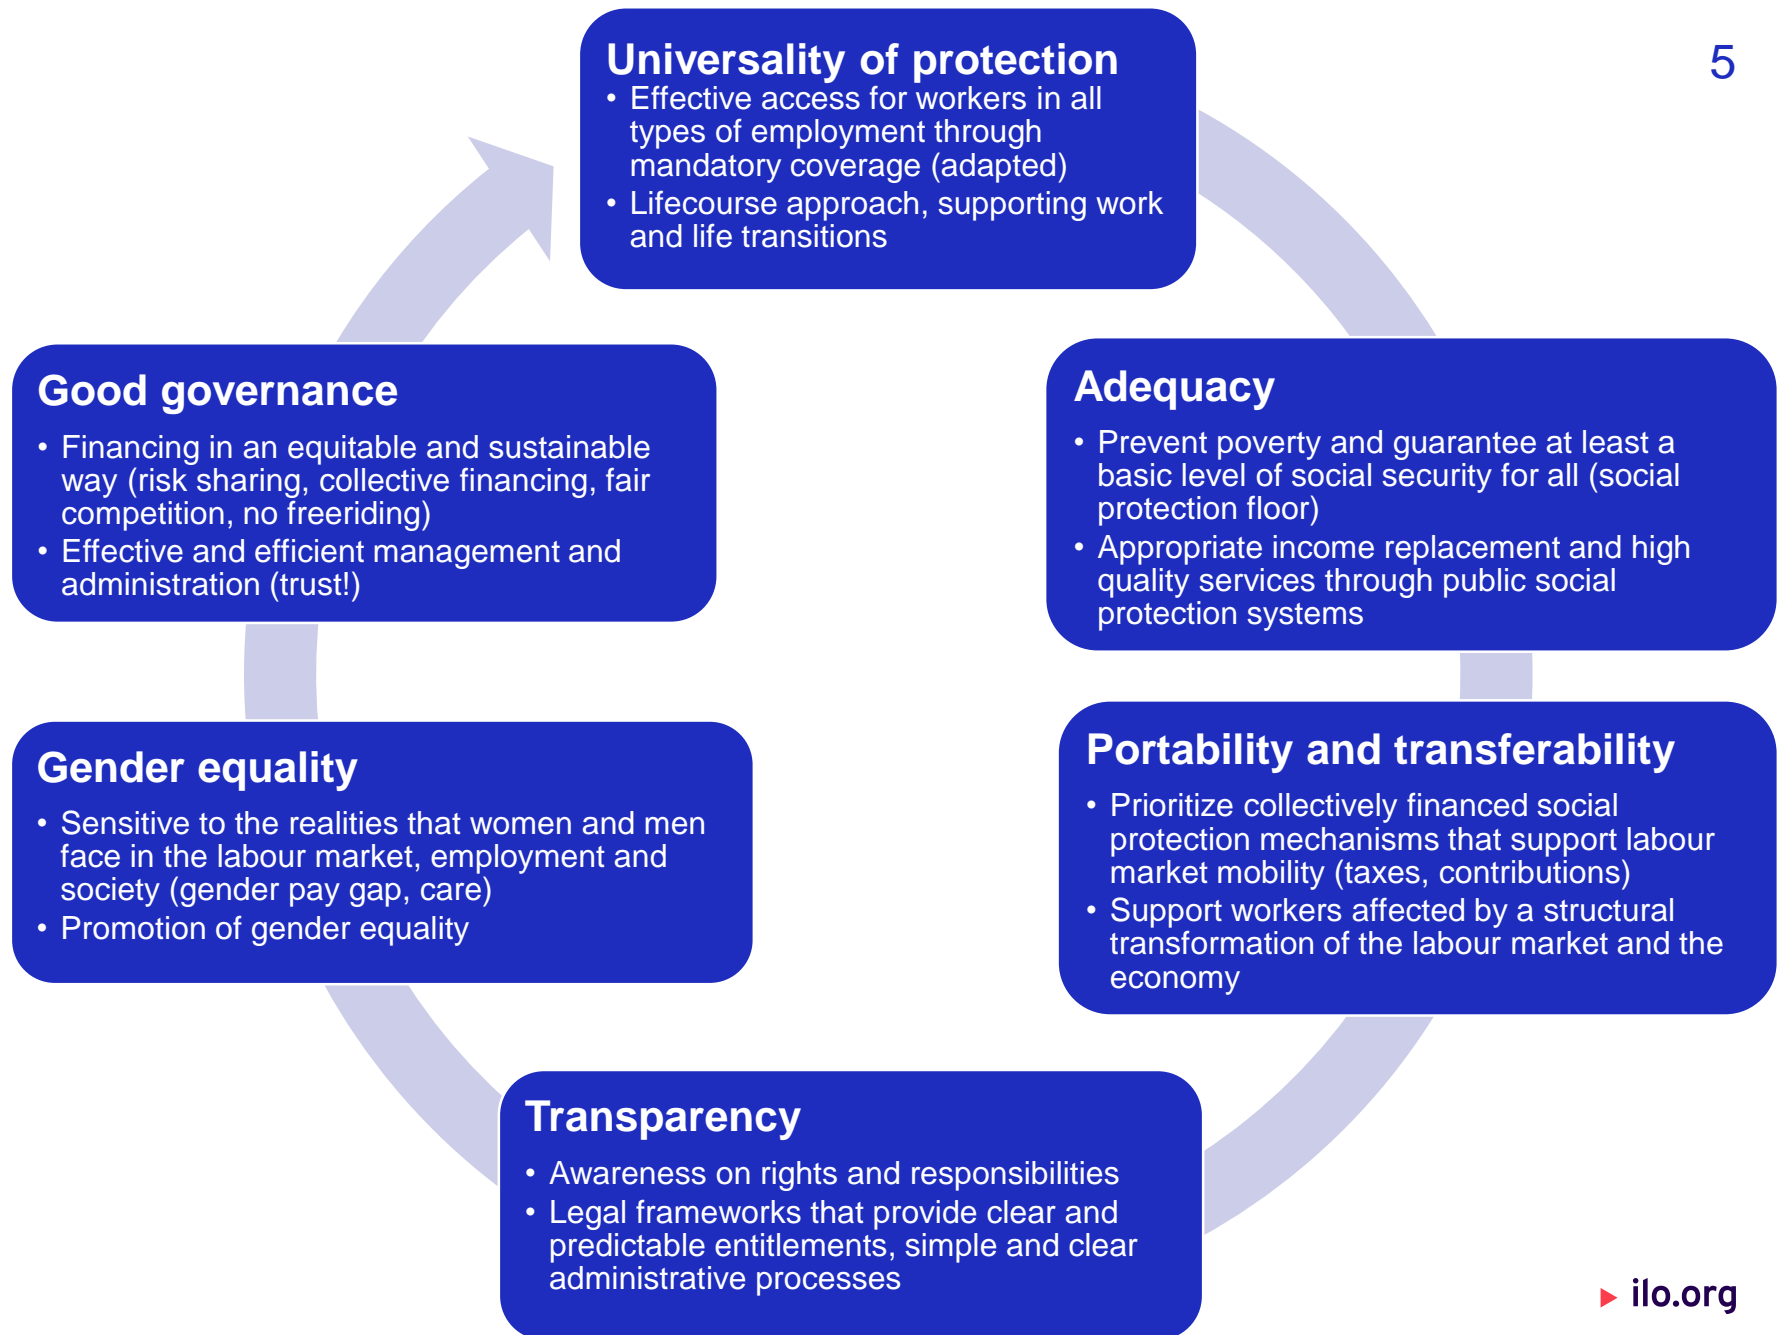 5
Universality of protection
• Effective access for workers in all
types of employment through
mandatory coverage (adapted)
• Lifecourse approach, supporting work
and life transitions
Adequacy
• Prevent poverty and guarantee at least a
basic level of social security for all (social
protection floor)
• Appropriate income replacement and high
quality services through public social
protection systems
Portability and transferability
• Prioritize collectively financed social
protection mechanisms that support labour
market mobility (taxes, contributions)
• Support workers affected by a structural
transformation of the labour market and the
economy
Transparency
• Awareness on rights and responsibilities
• Legal frameworks that provide clear and
predictable entitlements, simple and clear
administrative processes
Gender equality
• Sensitive to the realities that women and men
face in the labour market, employment and
society (gender pay gap, care)
• Promotion of gender equality
Good governance
• Financing in an equitable and sustainable
way (risk sharing, collective financing, fair
competition, no freeriding)
• Effective and efficient management and
administration (trust!)
ilo.org